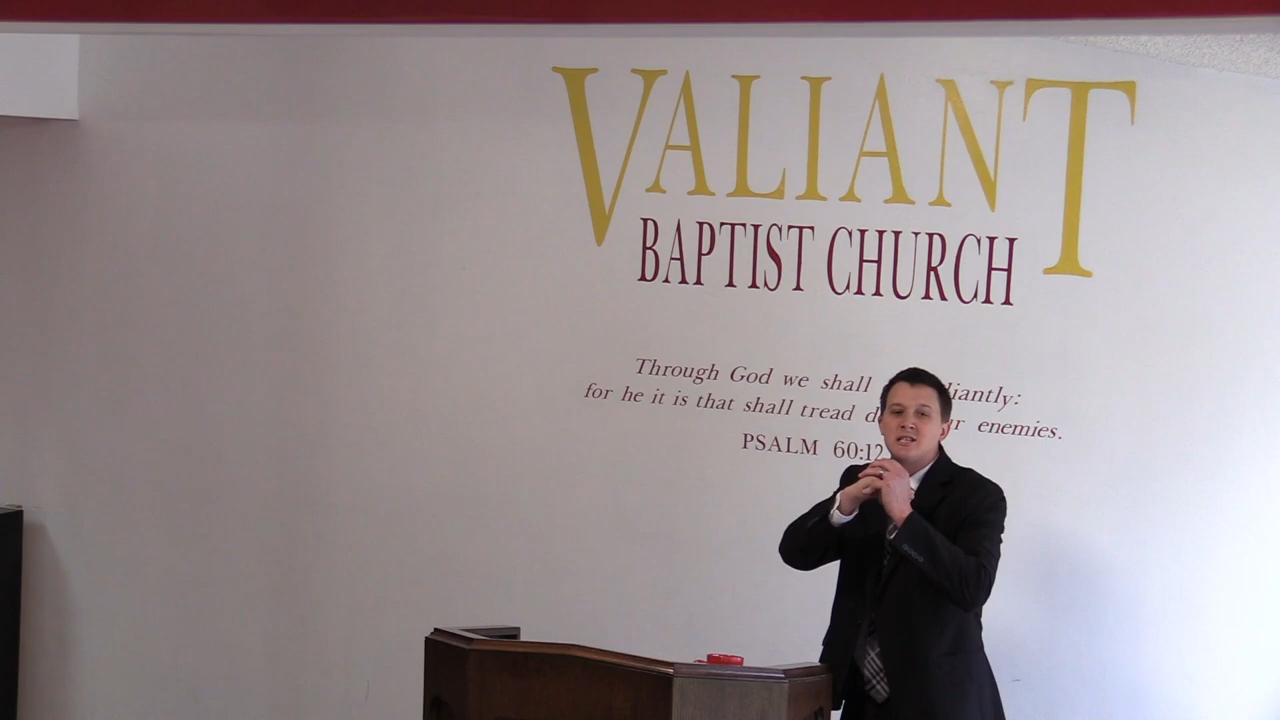 VALIANT
BAPTIST CHURCH
Through God we shall
for he it is that shall tread enemies.
PSALM 60:12